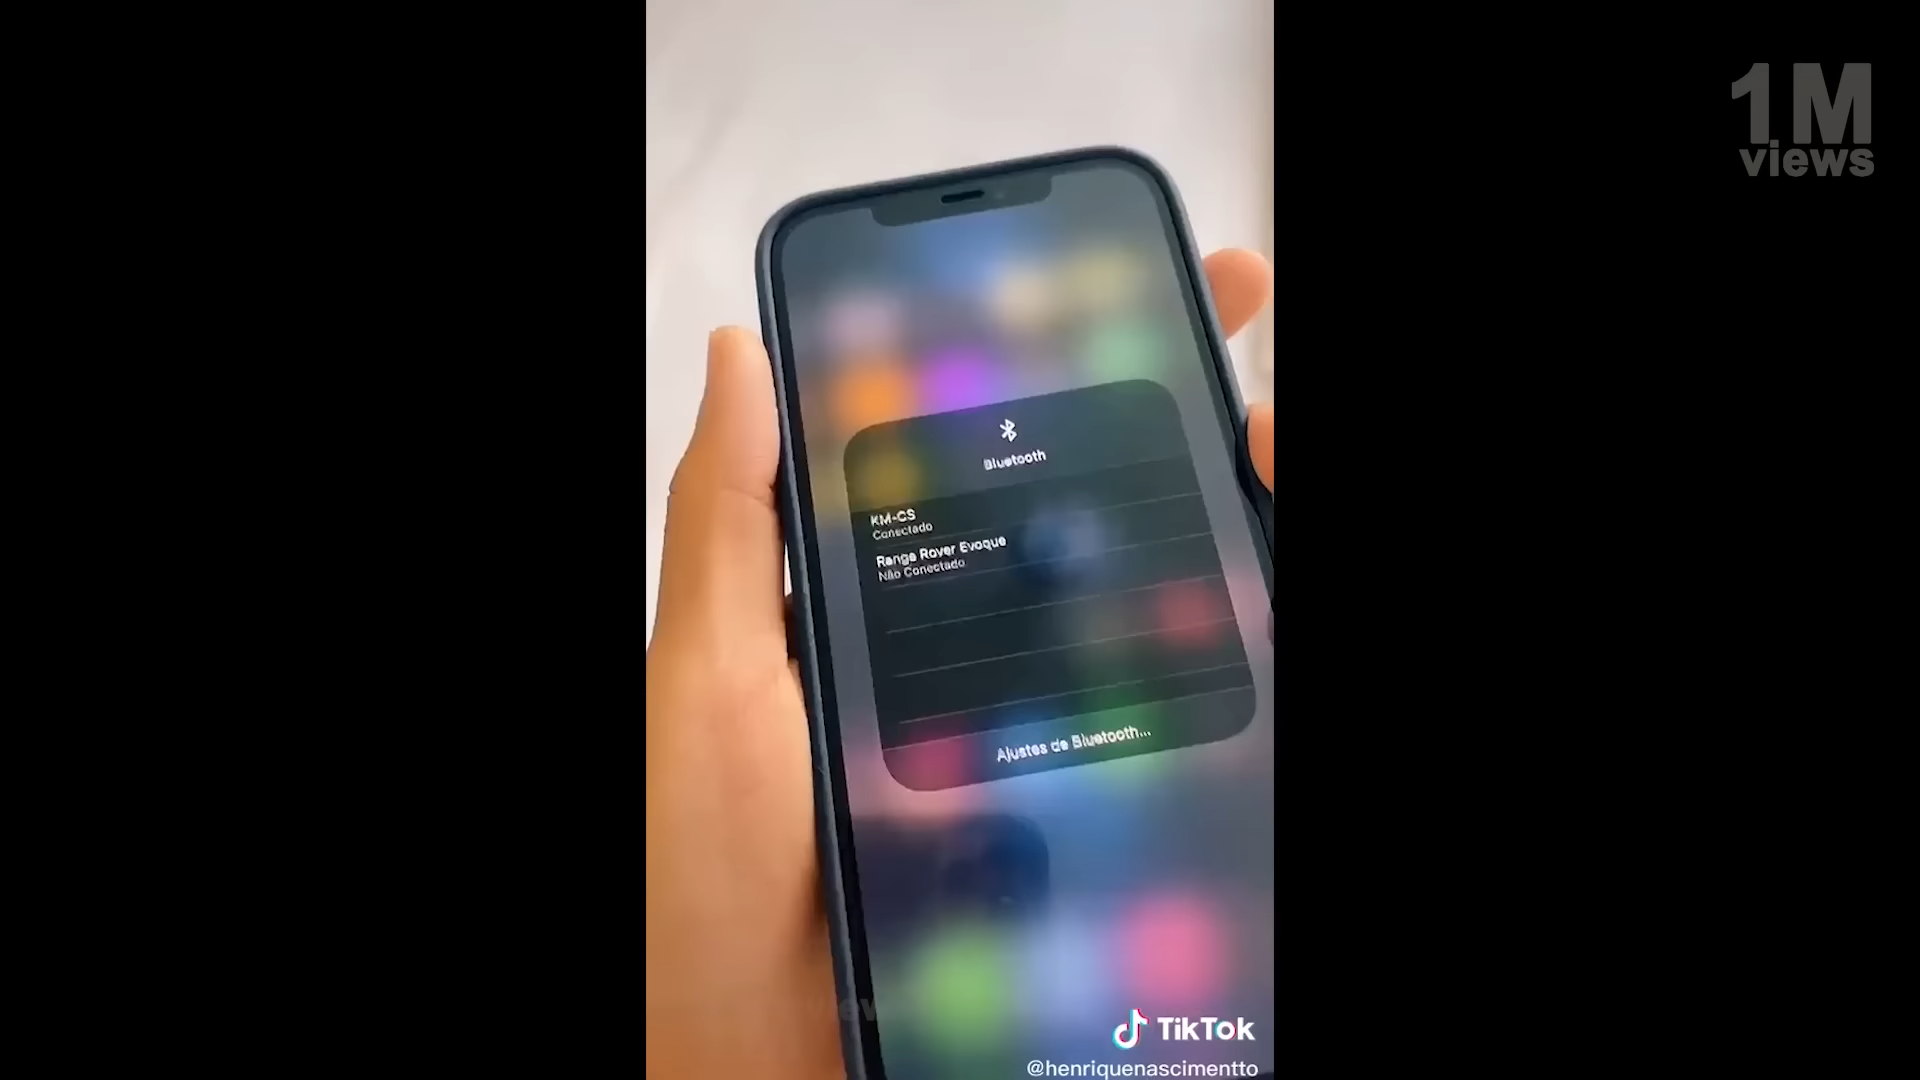 1M
views
Bluetooth
KM-CS
Conectado
Range Rover Evoque
Não Conectado
Ajustes de Bluetooth...
TikTok
@henriquenascimentto